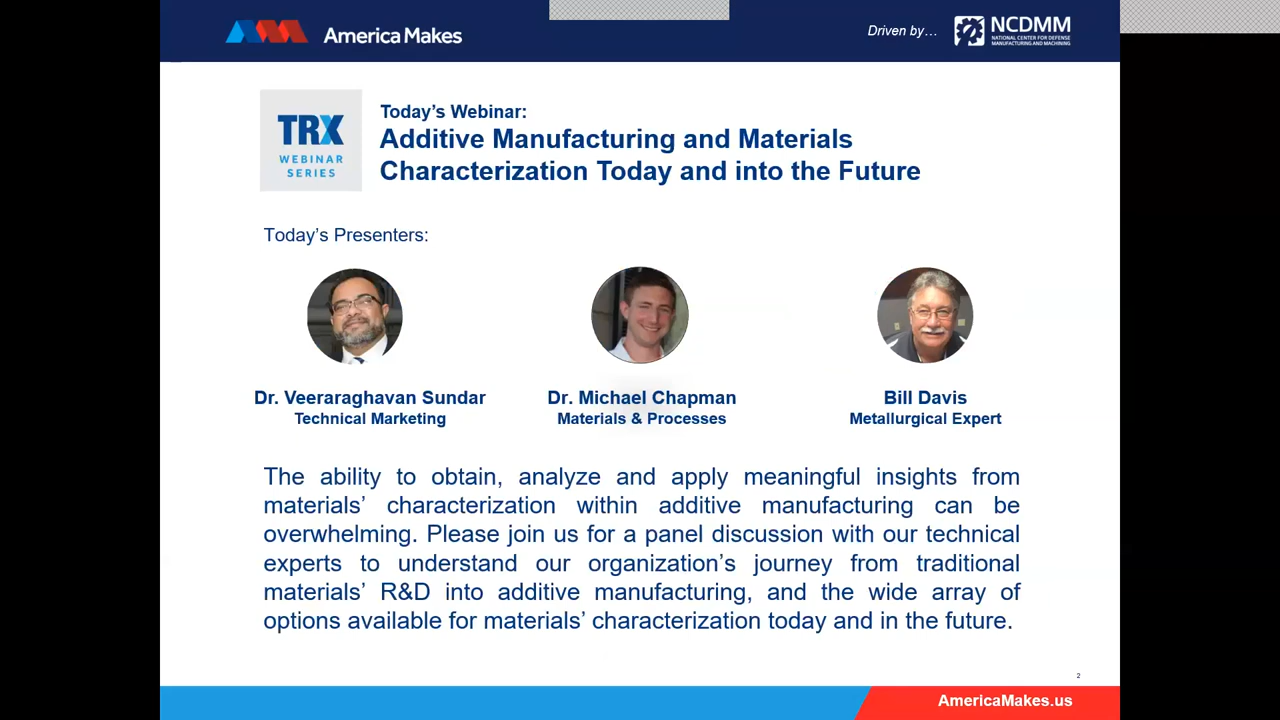 America Makes
Driven by…
NCDMM
NATIONAL CENTER FOR DEFENSE
MANUFACTURING AND MACHINING
TRX
WEBINAR
SERIES
Today’s Webinar:
Additive Manufacturing and Materials
Characterization Today and into the Future
Today’s Presenters:
Dr. Veeraraghavan Sundar
Technical Marketing
Dr. Michael Chapman
Materials & Processes
Bill Davis
Metallurgical Expert
The ability to obtain, analyze and apply meaningful insights from
materials’ characterization within additive manufacturing can be
overwhelming. Please join us for a panel discussion with our technical
experts to understand our organization’s journey from traditional
materials’ R&D into additive manufacturing, and the wide array of
options available for materials’ characterization today and in the future.
2
AmericaMakes.us